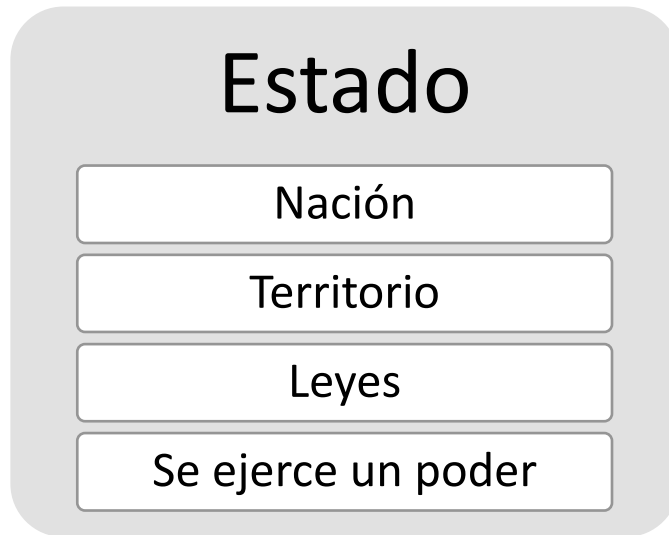 Estado
Nación
Territorio
Leyes
Se ejerce un poder